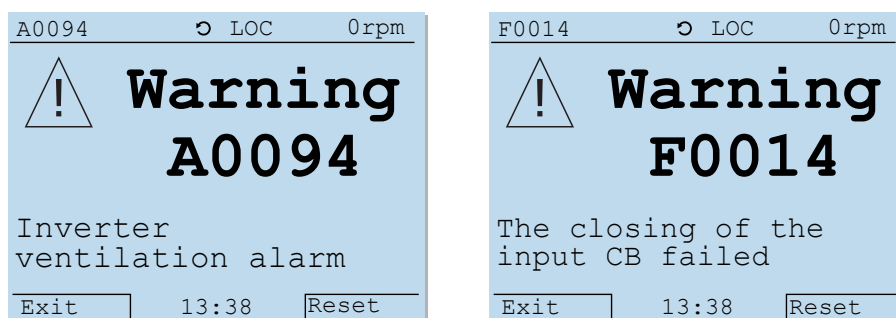 A0094 LOC 0rpm
! Warning
A0094
Inverter
ventilation alarm
Exit 13:38 Reset
F0014 LOC 0rpm
! Warning
F0014
The closing of the
input CB failed
Exit 13:38 Reset